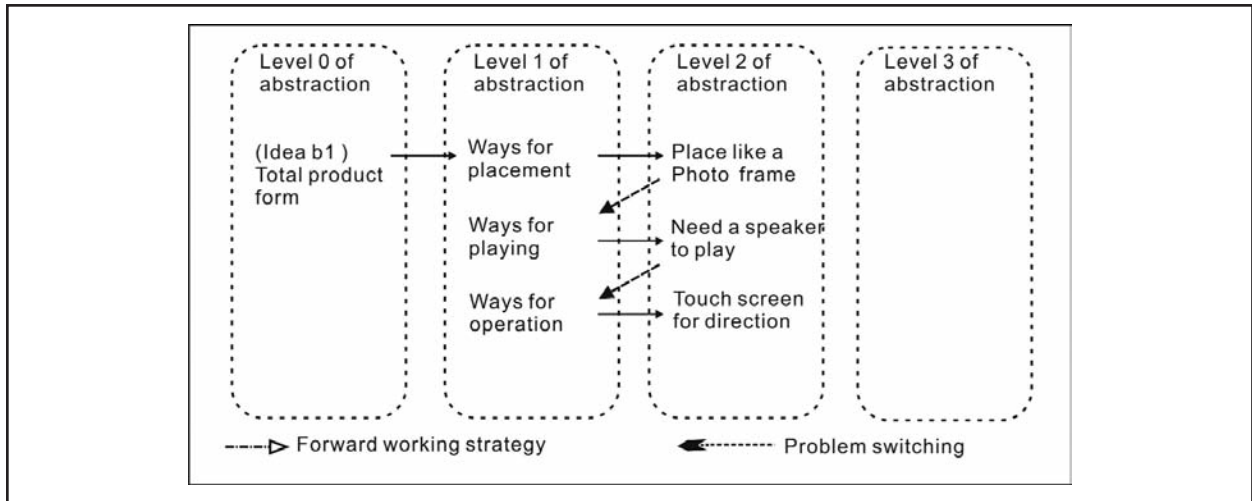 Level 0 of
abstraction
Level 1 of
abstraction
Level 2 of
abstraction
Level 3 of
abstraction
(Idea b1 )
Total product
form
Ways for
placement
Place like a
Photo frame
Ways for
playing
Need a speaker
to play
Ways for
operation
Touch screen
for direction
Forward working strategy
Problem switching